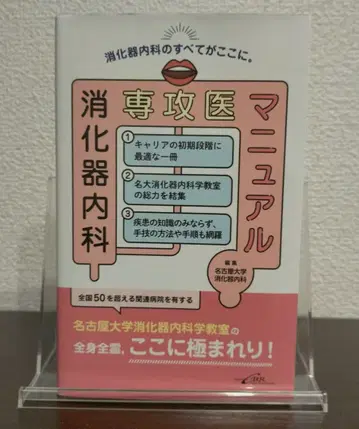 消化器内科のすべてがここに。
消化器内科
専攻医
マニュアル
① キャリアの初期段階に
最適な一冊
② 名大消化器内科学教室
の総力を結集
③ 疾患の知識のみならず、
手技の方法や手順も網羅
編集
名古屋大学
消化器内科
全国50を超える関連病院を有する
名古屋大学消化器内科学教室の
全身全霊、ここに極まれり！